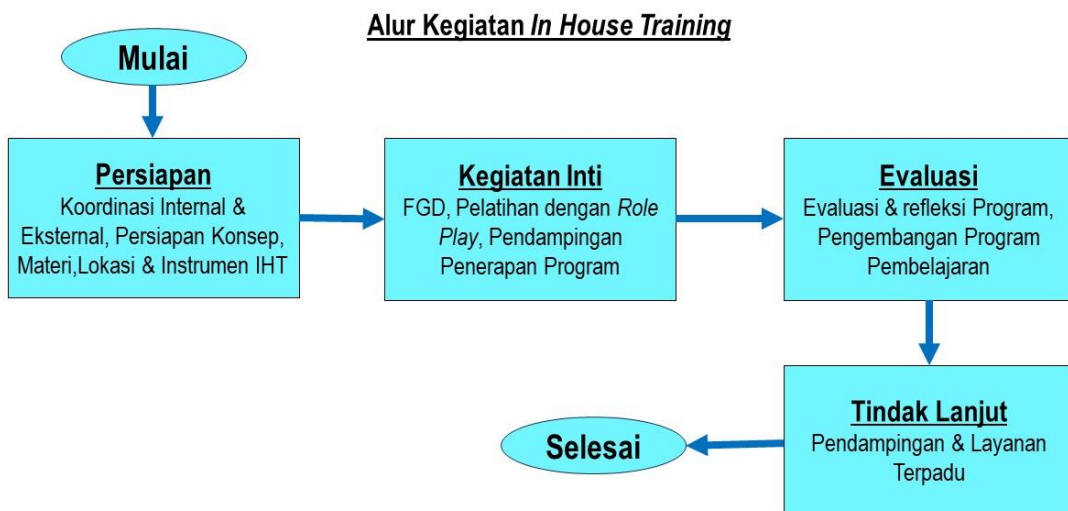 Alur Kegiatan In House Training
Mulai
Persiapan
Koordinasi Internal &
Eksternal, Persiapan Konsep,
Materi,Lokasi & Instrumen IHT
Kegiatan Inti
FGD, Pelatihan dengan Role
Play, Pendampingan
Penerapan Program
Evaluasi
Evaluasi & refleksi Program,
Pengembangan Program
Pembelajaran
Tindak Lanjut
Pendampingan & Layanan
Terpadu
Selesai